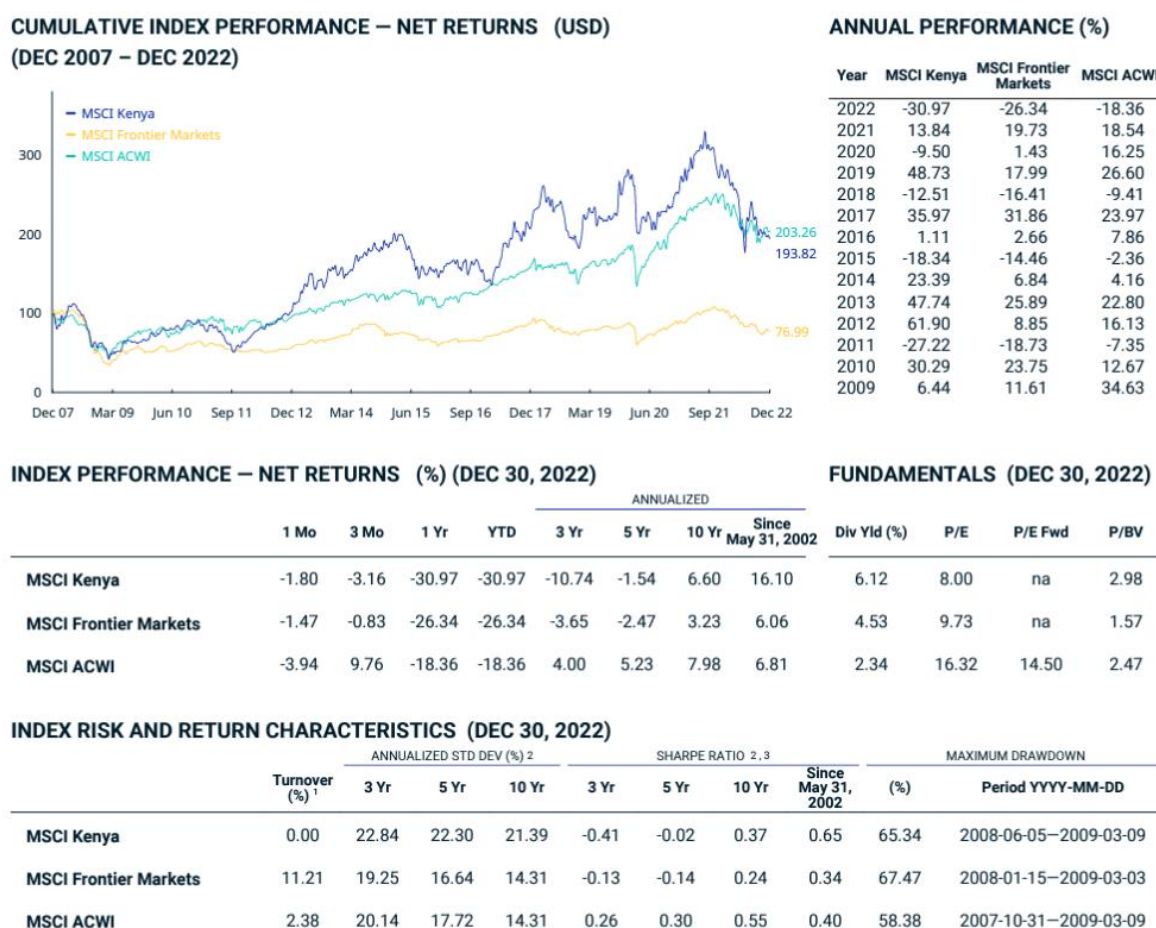 CUMULATIVE INDEX PERFORMANCE — NET RETURNS (USD)
(DEC 2007 – DEC 2022)
MSCI Kenya
MSCI Frontier Markets
MSCI ACWI
300
200
100
0
203.26
193.82
76.99
Dec 07 Mar 09 Jun 10 Sep 11 Dec 12 Mar 14 Jun 15 Sep 16 Dec 17 Mar 19 Jun 20 Sep 21 Dec 22
ANNUAL PERFORMANCE (%)
Year MSCI Kenya MSCI Frontier Markets MSCI ACWI
2022 -30.97 -26.34 -18.36
2021 13.84 19.73 18.54
2020 -9.50 1.43 16.25
2019 48.73 17.99 26.60
2018 -12.51 -16.41 -9.41
2017 35.97 31.86 23.97
2016 1.11 2.66 7.86
2015 -18.34 -14.46 -2.36
2014 23.39 6.84 4.16
2013 47.74 25.89 22.80
2012 61.90 8.85 16.13
2011 -27.22 -18.73 -7.35
2010 30.29 23.75 12.67
2009 6.44 11.61 34.63
INDEX PERFORMANCE — NET RETURNS (%) (DEC 30, 2022)
ANNUALIZED
1 Mo 3 Mo 1 Yr YTD 3 Yr 5 Yr 10 Yr Since May 31, 2002
MSCI Kenya -1.80 -3.16 -30.97 -30.97 -10.74 -1.54 6.60 16.10
MSCI Frontier Markets -1.47 -0.83 -26.34 -26.34 -3.65 -2.47 3.23 6.06
MSCI ACWI -3.94 9.76 -18.36 -18.36 4.00 5.23 7.98 6.81
FUNDAMENTALS (DEC 30, 2022)
Div Yld (%) P/E P/E Fwd P/BV
6.12 8.00 na 2.98
4.53 9.73 na 1.57
2.34 16.32 14.50 2.47
INDEX RISK AND RETURN CHARACTERISTICS (DEC 30, 2022)
ANNUALIZED STD DEV (%) 2 SHARPE RATIO 2 , 3 MAXIMUM DRAWDOWN
Turnover (%) 1 3 Yr 5 Yr 10 Yr 3 Yr 5 Yr 10 Yr Since May 31, 2002 (%) Period YYYY-MM-DD
MSCI Kenya 0.00 22.84 22.30 21.39 -0.41 -0.02 0.37 0.65 65.34 2008-06-05—2009-03-09
MSCI Frontier Markets 11.21 19.25 16.64 14.31 -0.13 -0.14 0.24 0.34 67.47 2008-01-15—2009-03-03
MSCI ACWI 2.38 20.14 17.72 14.31 0.26 0.30 0.55 0.40 58.38 2007-10-31—2009-03-09